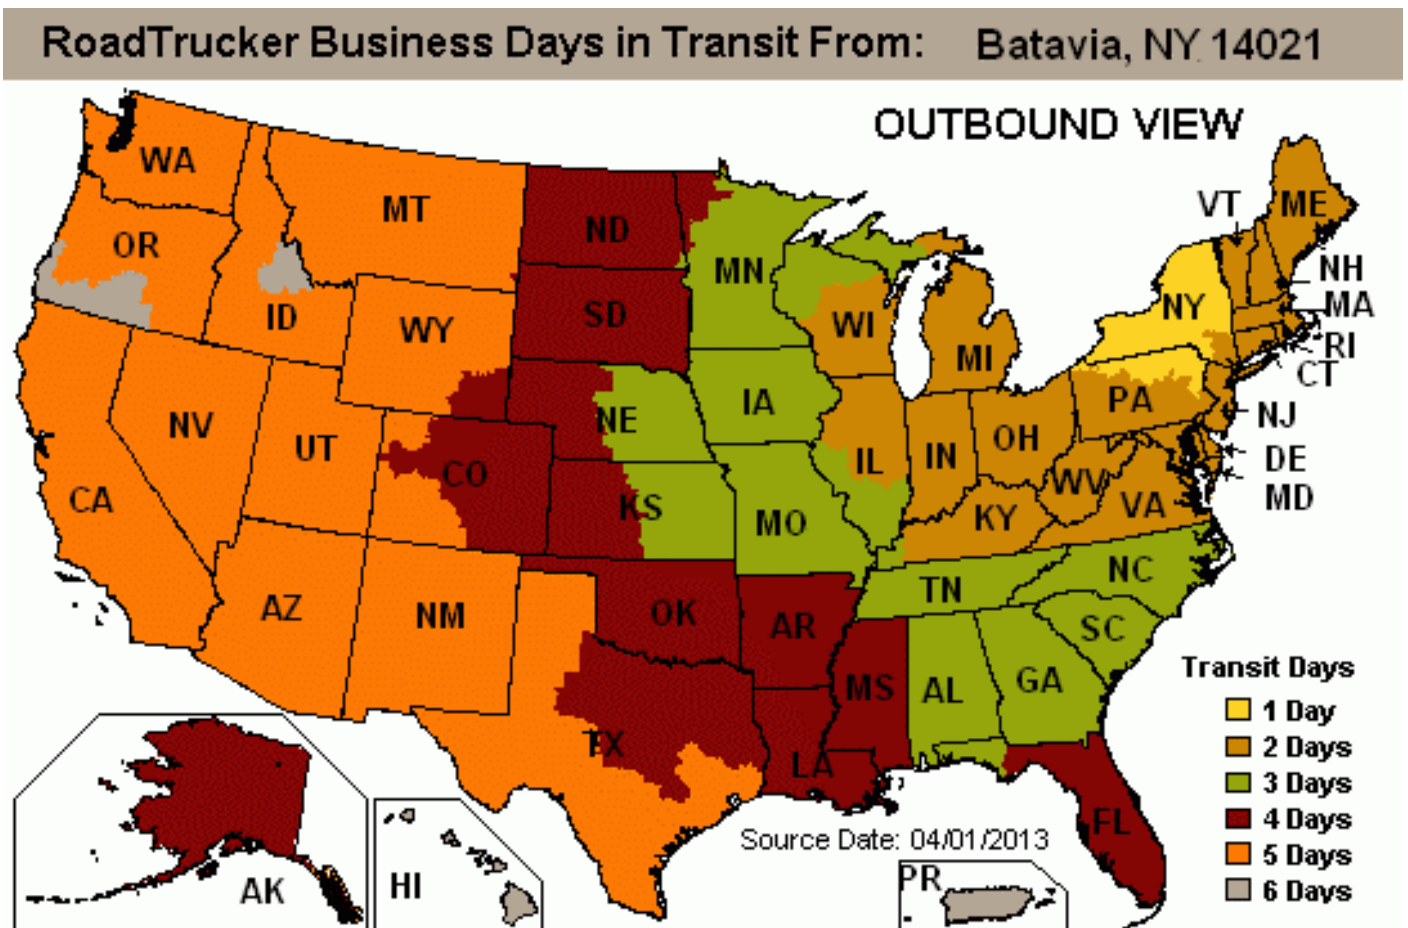 RoadTrucker Business Days in Transit From: Batavia, NY 14021
OUTBOUND VIEW
WA
MT
ND
MN
VT
ME
OR
NH
ID
WY
SD
WI
MI
NY
MA
RI
CT
NV
UT
CO
NE
IA
IL
IN
OH
PA
NJ
DE
MD
CA
KS
MO
KY
WV
VA
AZ
NM
OK
AR
TN
NC
SC
TX
LA
MS
AL
GA
FL
Transit Days
1 Day
2 Days
3 Days
4 Days
5 Days
6 Days
Source Date: 04/01/2013
AK
HI
PR